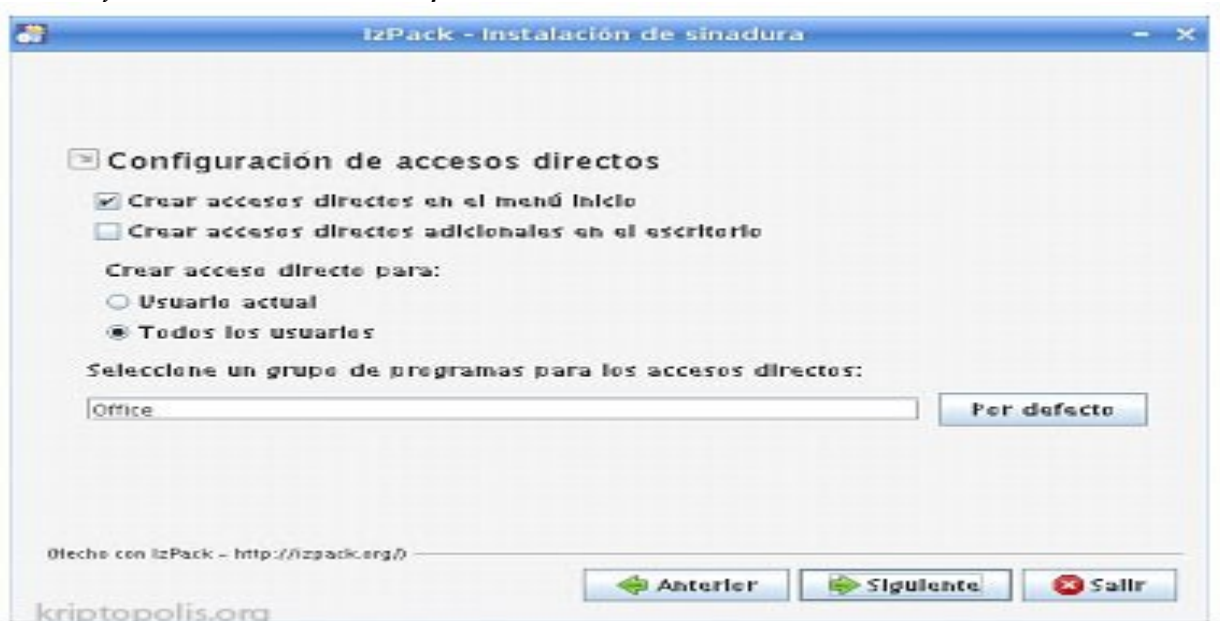 IzPack - Instalación de sinadura
Configuración de accesos directos
Crear accesos directos en el menú inicio
Crear accesos directos adicionales en el escritorio
Crear acceso directo para:
Usuario actual
Todos los usuarios
Seleccione un grupo de programas para los accesos directos:
Office
Por defecto
(Hecho con IzPack - http://izpack.org/)
Anterior
Siguiente
Salir
kriptopolis.org